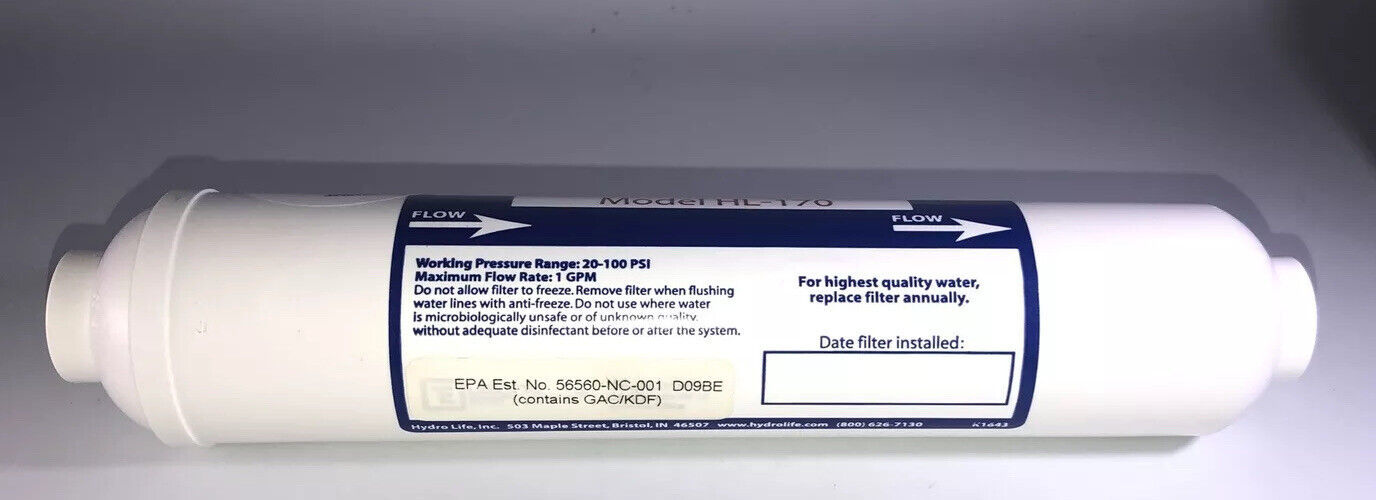 Model HL-170
FLOW
FLOW
Working Pressure Range: 20-100 PSI
Maximum Flow Rate: 1 GPM
Do not allow filter to freeze. Remove filter when flushing
water lines with anti-freeze. Do not use where water
is microbiologically unsafe or of unknown quality.
without adequate disinfectant before or after the system.
For highest quality water,
replace filter annually.
Date filter installed:
EPA Est. No. 56560-NC-001 D09BE
(contains GAC/KDF)
Hydro Life, Inc. 503 Maple Street, Bristol, IN 46507 www.hydrolife.com (800) 626-7130
K1643